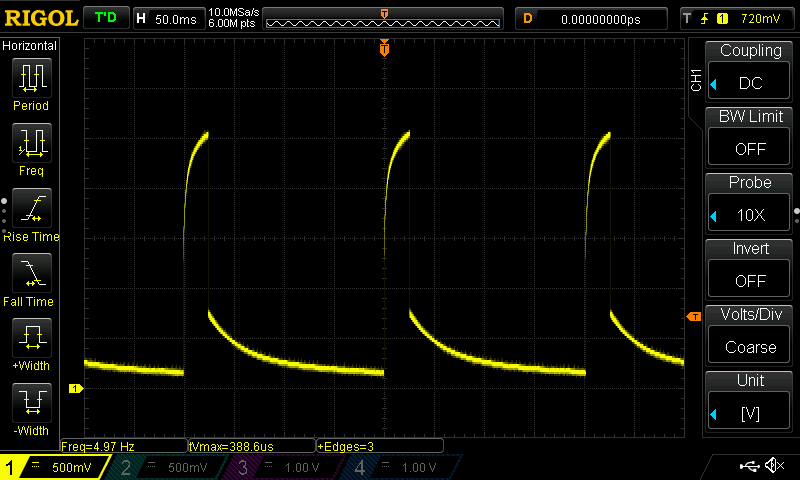 RIGOL T'D H 50.0ms 10.0MSa/s 6.00M pts T D 0.00000000ps T 1 720mV
Horizontal
Period
Freq
Rise Time
Fall Time
+Width
-Width
T
T
1
CH1
Coupling
DC
BW Limit
OFF
Probe
10X
Invert
OFF
Volts/Div
Coarse
Unit
[V]
Freq=4.97 Hz tVmax=388.6us +Edges=3
1 500mV 2 500mV 3 1.00 V 4 1.00 V